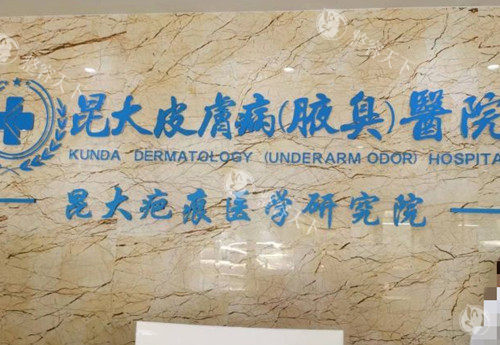 昆大皮膚病(腋臭)醫院
KUNDA DERMATOLOGY (UNDERARM ODOR) HOSPITA
昆大疤痕医学研究院